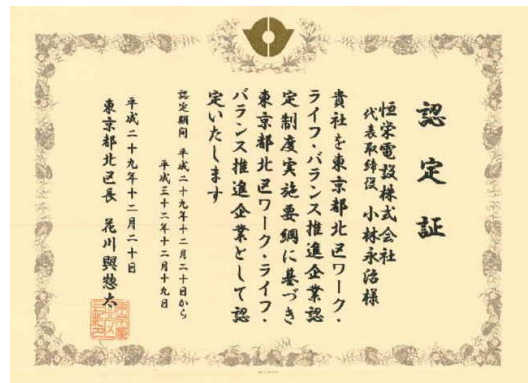 認定証
恒栄電設株式会社
代表取締役 小林永治様
貴社を東京都北区ワーク・
ライフ・バランス推進企業認
定制度実施要綱に基づき
東京都北区ワーク・ライフ・
バランス推進企業として認
定いたします
認定期間 平成二十九年十二月二十日から
平成三十二年十二月十九日
平成二十九年十二月二十日
東京都北区長 花川與惣太